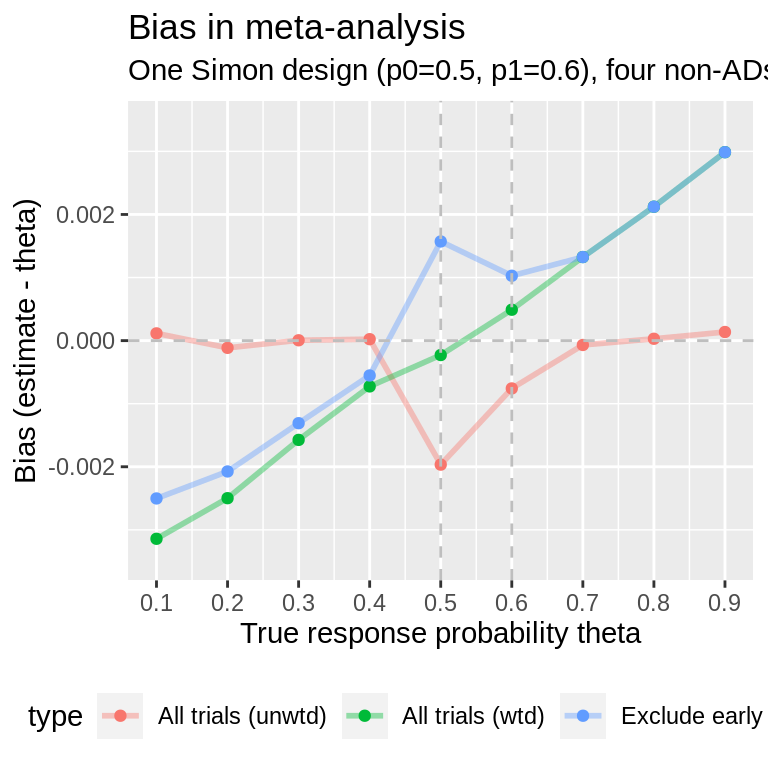 Bias in meta-analysis
One Simon design (p0=0.5, p1=0.6), four non-ADs
Bias (estimate - theta)
0.002
0.000
-0.002
0.1 0.2 0.3 0.4 0.5 0.6 0.7 0.8 0.9
True response probability theta
type All trials (unwtd) All trials (wtd) Exclude early